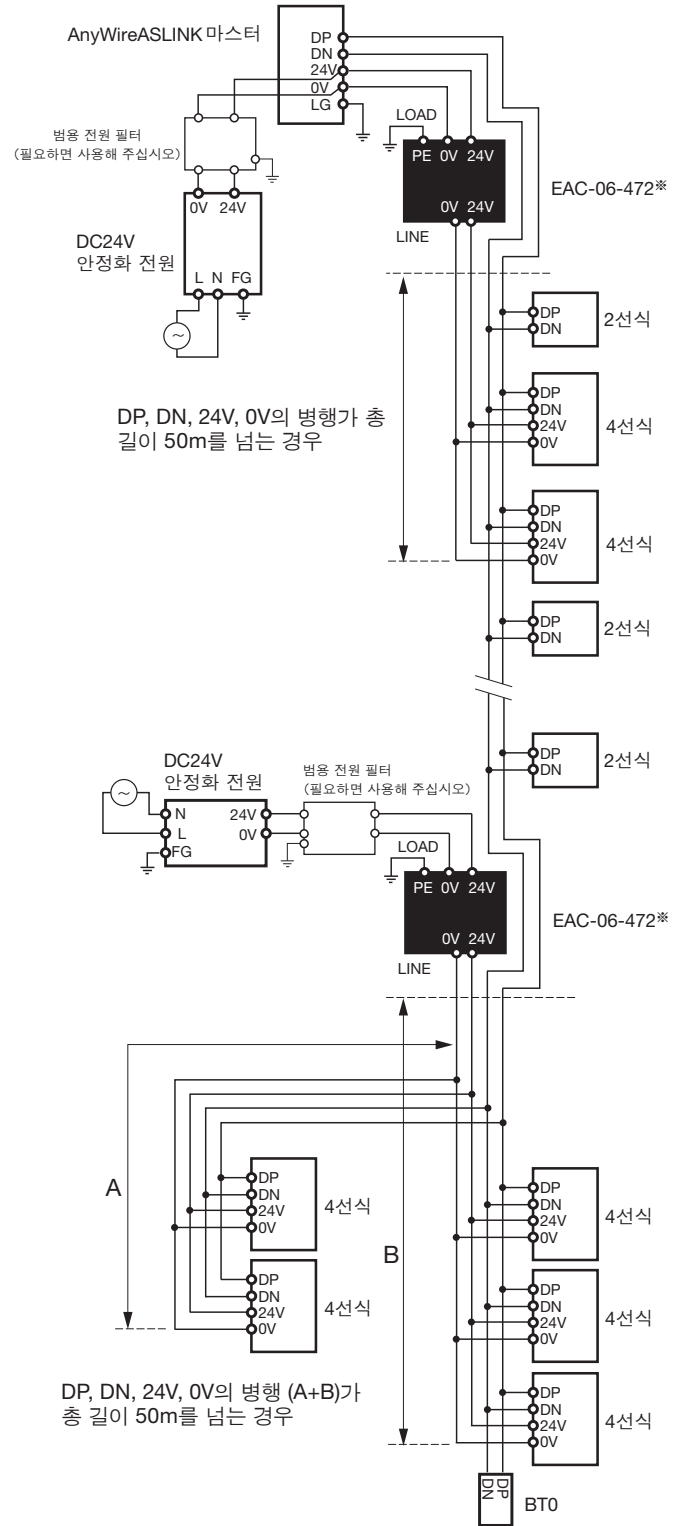 AnyWireASLINK 마스터
DP
DN
24V
0V
LG
범용 전원 필터
(필요하면 사용해 주십시오)
0V 24V
DC24V
안정화 전원
L N FG
LOAD
PE 0V 24V
0V 24V
LINE
EAC-06-472※
DP
DN
2선식
DP, DN, 24V, 0V의 병행가 총
길이 50m를 넘는 경우
DP
DN
24V
0V
4선식
DP
DN
24V
0V
4선식
DP
DN
2선식
DP
DN
2선식
DC24V
안정화 전원
N
L
FG
24V
0V
범용 전원 필터
(필요하면 사용해 주십시오)
LOAD
PE 0V 24V
0V 24V
LINE
EAC-06-472※
A
B
DP
DN
24V
0V
4선식
DP
DN
24V
0V
4선식
DP
DN
24V
0V
4선식
DP
DN
24V
0V
4선식
DP
DN
24V
0V
4선식
DP, DN, 24V, 0V의 병행 (A+B)가
총 길이 50m를 넘는 경우
DP
DN
BT0